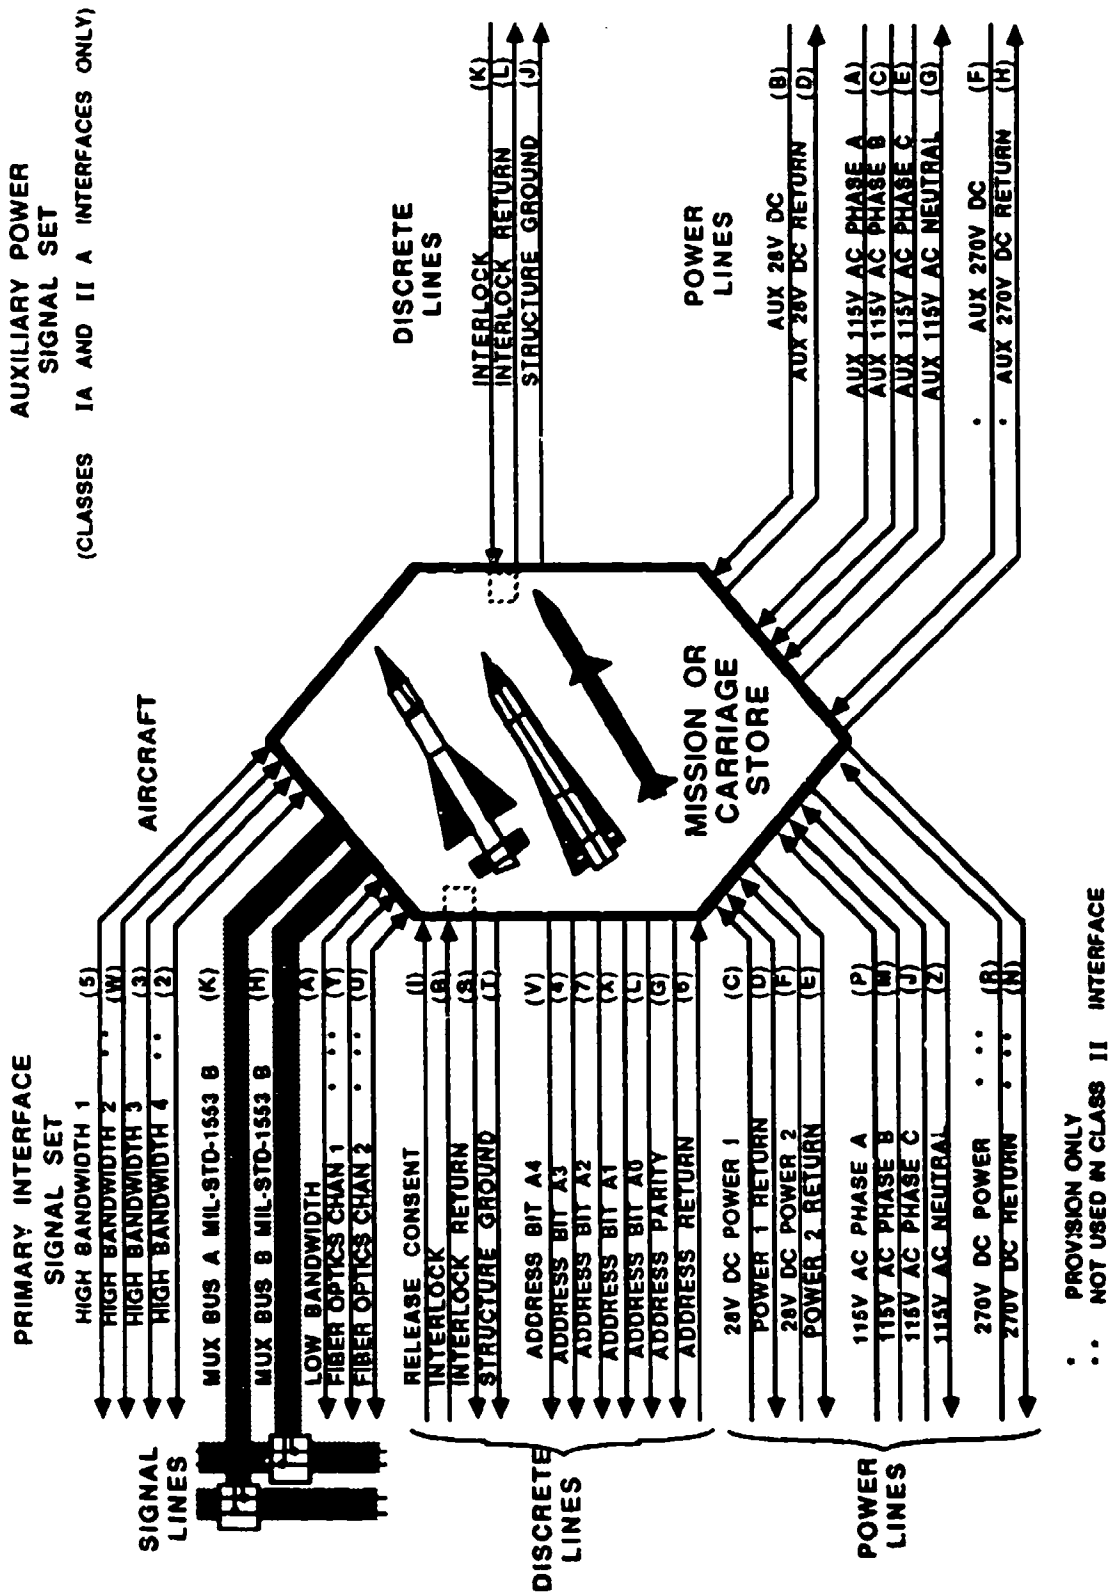 PRIMARY INTERFACE
SIGNAL SET
AIRCRAFT
AUXILIARY POWER
SIGNAL SET
(CLASSES IA AND II A INTERFACES ONLY)
SIGNAL
LINES
HIGH BANDWIDTH 1 (5)
HIGH BANDWIDTH 2 •• (W)
HIGH BANDWIDTH 3 (3)
HIGH BANDWIDTH 4 •• (2)
MUX BUS A MIL-STD-1553 B (K)
MUX BUS B MIL-STD-1553 B (H)
LOW BANDWIDTH (A)
FIBER OPTICS CHAN 1 • •• (Y)
FIBER OPTICS CHAN 2 • •• (U)
DISCRETE
LINES
RELEASE CONSENT (I)
INTERLOCK (B)
INTERLOCK RETURN (S)
STRUCTURE GROUND (T)
ADDRESS BIT A4 (V)
ADDRESS BIT A3 (4)
ADDRESS BIT A2 (7)
ADDRESS BIT A1 (X)
ADDRESS BIT A0 (L)
ADDRESS PARITY (G)
ADDRESS RETURN (6)
POWER
LINES
28V DC POWER 1 (C)
POWER 1 RETURN (D)
28V DC POWER 2 (F)
POWER 2 RETURN (E)
115V AC PHASE A (P)
115V AC PHASE B (M)
115V AC PHASE C (J)
115V AC NEUTRAL (Z)
270V DC POWER • •• (R)
270V DC RETURN • •• (N)
MISSION OR
CARRIAGE
STORE
DISCRETE
LINES
INTERLOCK (K)
INTERLOCK RETURN (L)
STRUCTURE GROUND (J)
POWER
LINES
AUX 28V DC (B)
AUX 28V DC RETURN (D)
AUX 115V AC PHASE A (A)
AUX 115V AC PHASE B (C)
AUX 115V AC PHASE C (E)
AUX 115V AC NEUTRAL (G)
• AUX 270V DC (F)
• AUX 270V DC RETURN (H)
• PROVISION ONLY
•• NOT USED IN CLASS II INTERFACE